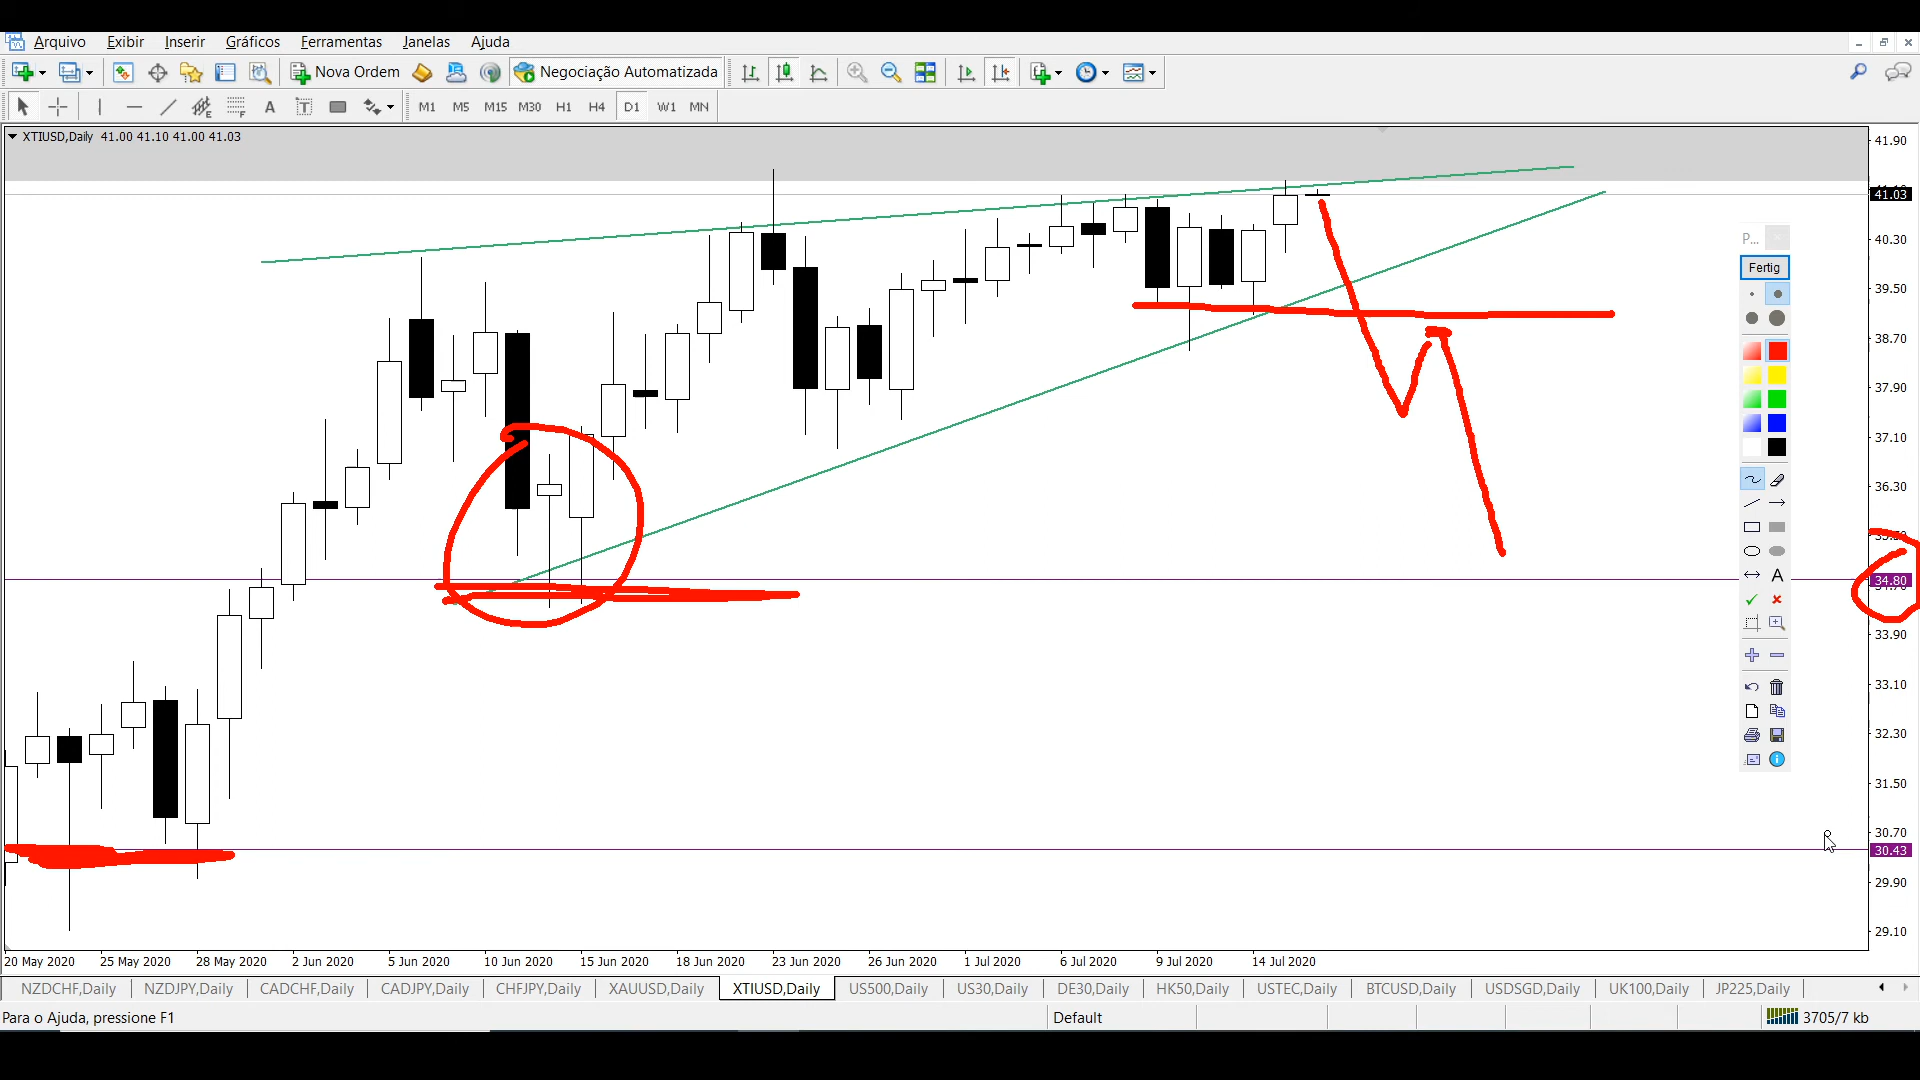 Arquivo Exibir Inserir Gráficos Ferramentas Janelas Ajuda
Nova Ordem Negociação Automatizada
A T M1 M5 M15 M30 H1 H4 D1 W1 MN
XTIUSD,Daily 41.00 41.10 41.00 41.03
41.90
41.03
40.30
39.50
38.70
37.90
37.10
36.30
34.80
33.90
33.10
32.30
31.50
30.70
30.43
29.90
29.10
P...
Fertig
A
20 May 2020 25 May 2020 28 May 2020 2 Jun 2020 5 Jun 2020 10 Jun 2020 15 Jun 2020 18 Jun 2020 23 Jun 2020 26 Jun 2020 1 Jul 2020 6 Jul 2020 9 Jul 2020 14 Jul 2020
NZDCHF,Daily NZDJPY,Daily CADCHF,Daily CADJPY,Daily CHFJPY,Daily XAUUSD,Daily XTIUSD,Daily US500,Daily US30,Daily DE30,Daily HK50,Daily USTEC,Daily BTCUSD,Daily USDSGD,Daily UK100,Daily JP225,Daily
Para o Ajuda, pressione F1 Default 3705/7 kb